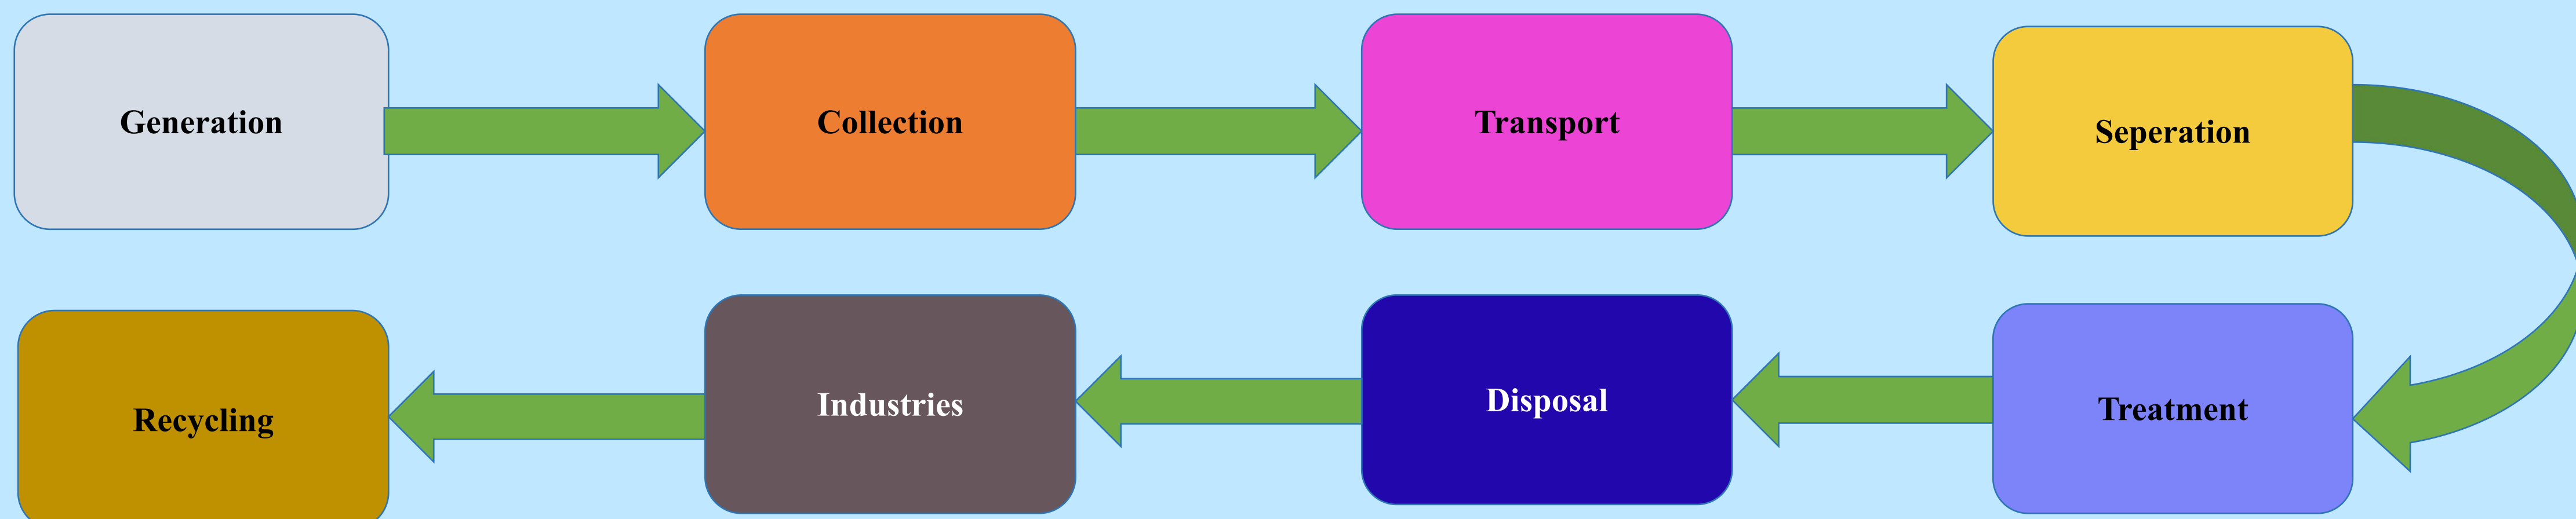 Generation
Collection
Transport
Seperation
Treatment
Disposal
Industries
Recycling